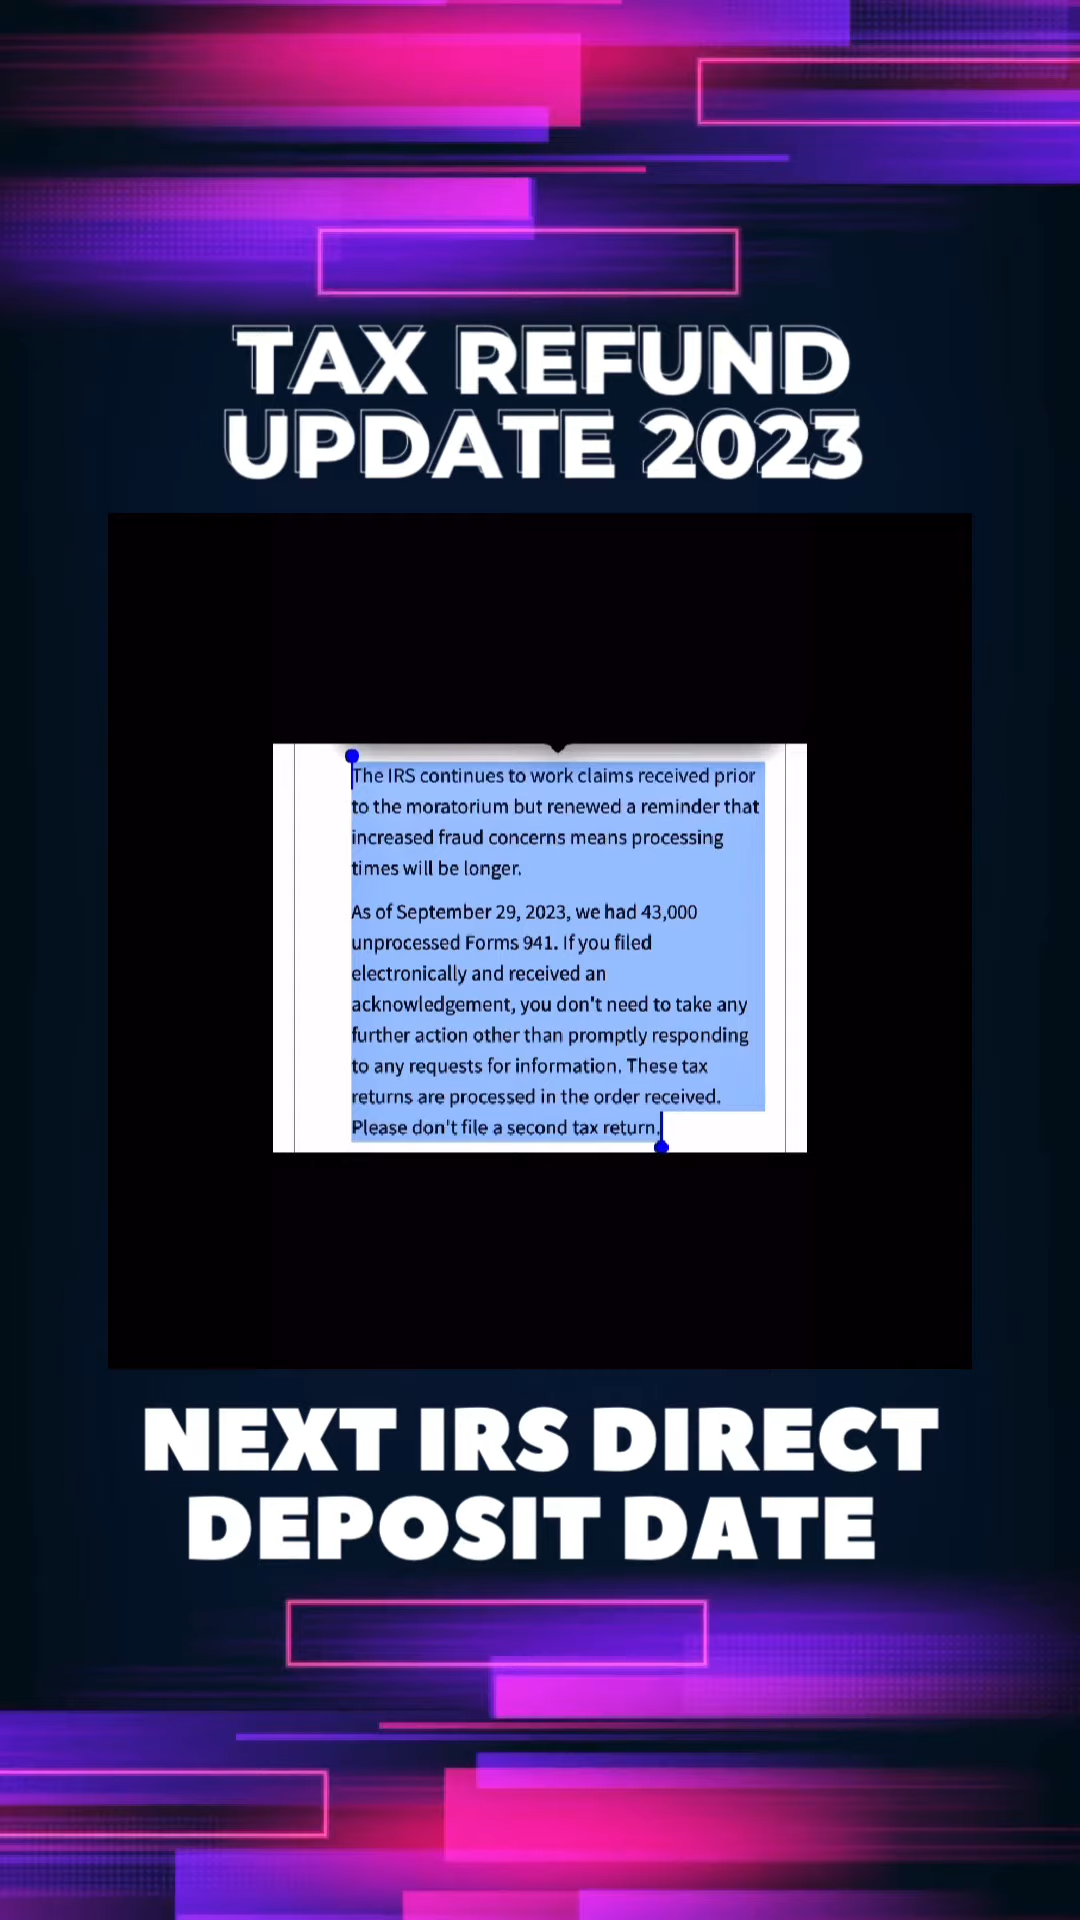 TAX REFUND
UPDATE 2023
The IRS continues to work claims received prior
to the moratorium but renewed a reminder that
increased fraud concerns means processing
times will be longer.
As of September 29, 2023, we had 43,000
unprocessed Forms 941. If you filed
electronically and received an
acknowledgement, you don't need to take any
further action other than promptly responding
to any requests for information. These tax
returns are processed in the order received.
Please don't file a second tax return.
NEXT IRS DIRECT
DEPOSIT DATE